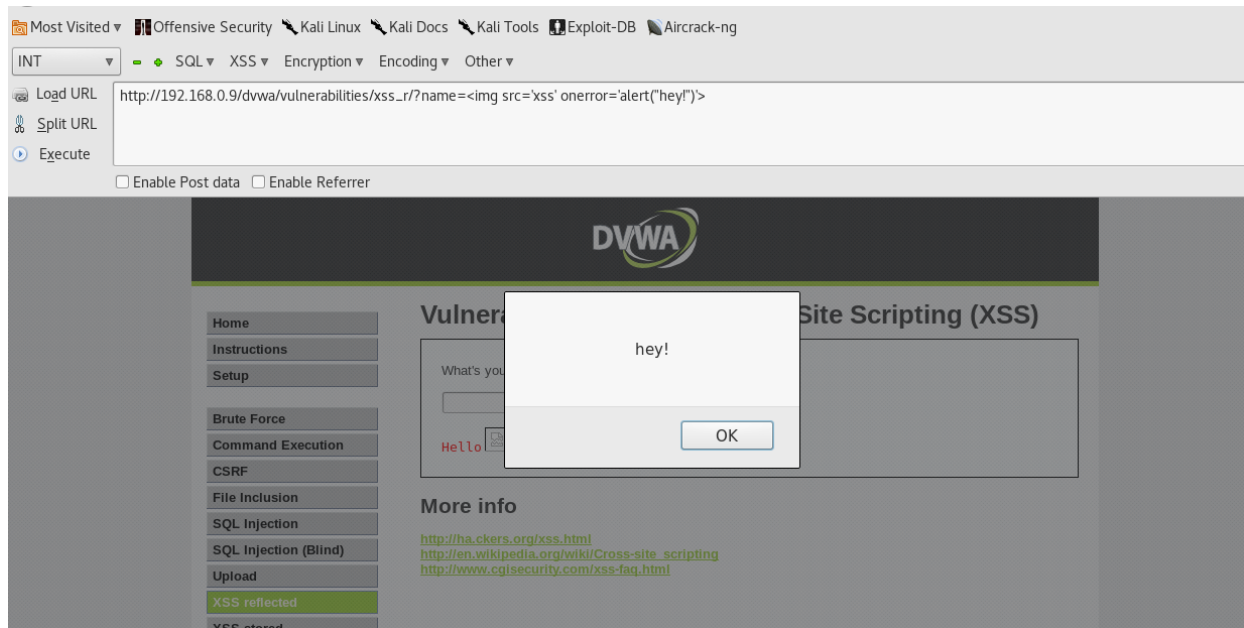 Most Visited Offensive Security Kali Linux Kali Docs Kali Tools Exploit-DB Aircrack-ng
INT SQL XSS Encryption Encoding Other
Load URL http://192.168.0.9/dvwa/vulnerabilities/xss_r/?name=<img src='xss' onerror='alert("hey!")'>
Split URL
Execute
Enable Post data Enable Referrer
DVWA
Home
Instructions
Setup
Brute Force
Command Execution
CSRF
File Inclusion
SQL Injection
SQL Injection (Blind)
Upload
XSS reflected
XSS stored
Vulnera Site Scripting (XSS)
What's you
Hello
hey!
OK
More info
http://ha.ckers.org/xss.html
http://en.wikipedia.org/wiki/Cross-site_scripting
http://www.cgisecurity.com/xss-faq.html